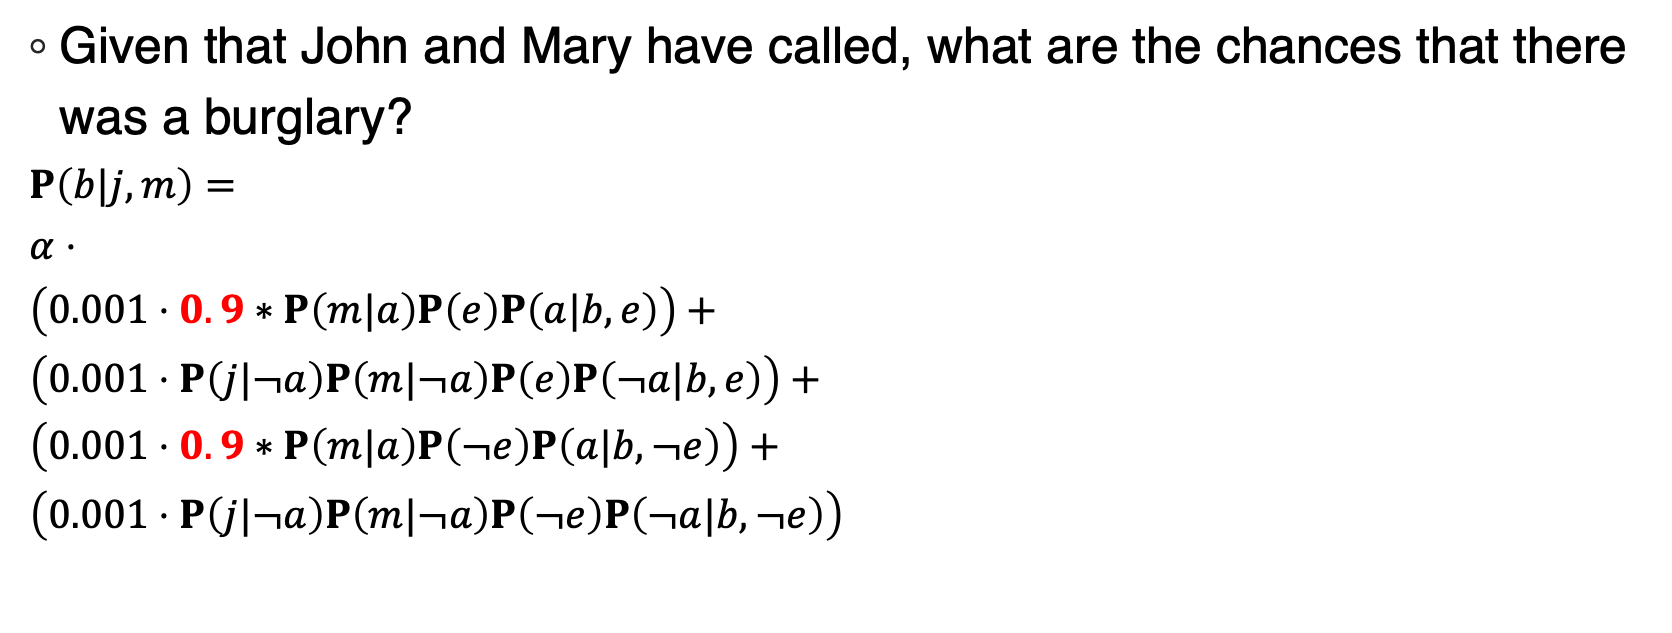 ◦ Given that John and Mary have called, what are the chances that there
was a burglary?
𝐏(𝑏|𝑗, 𝑚) =
𝛼 ·
(0.001 · 0.9 ∗ 𝐏(𝑚|𝑎)𝐏(𝑒)𝐏(𝑎|𝑏, 𝑒)) +
(0.001 · 𝐏(𝑗|¬𝑎)𝐏(𝑚|¬𝑎)𝐏(𝑒)𝐏(¬𝑎|𝑏, 𝑒)) +
(0.001 · 0.9 ∗ 𝐏(𝑚|𝑎)𝐏(¬𝑒)𝐏(𝑎|𝑏, ¬𝑒)) +
(0.001 · 𝐏(𝑗|¬𝑎)𝐏(𝑚|¬𝑎)𝐏(¬𝑒)𝐏(¬𝑎|𝑏, ¬𝑒))